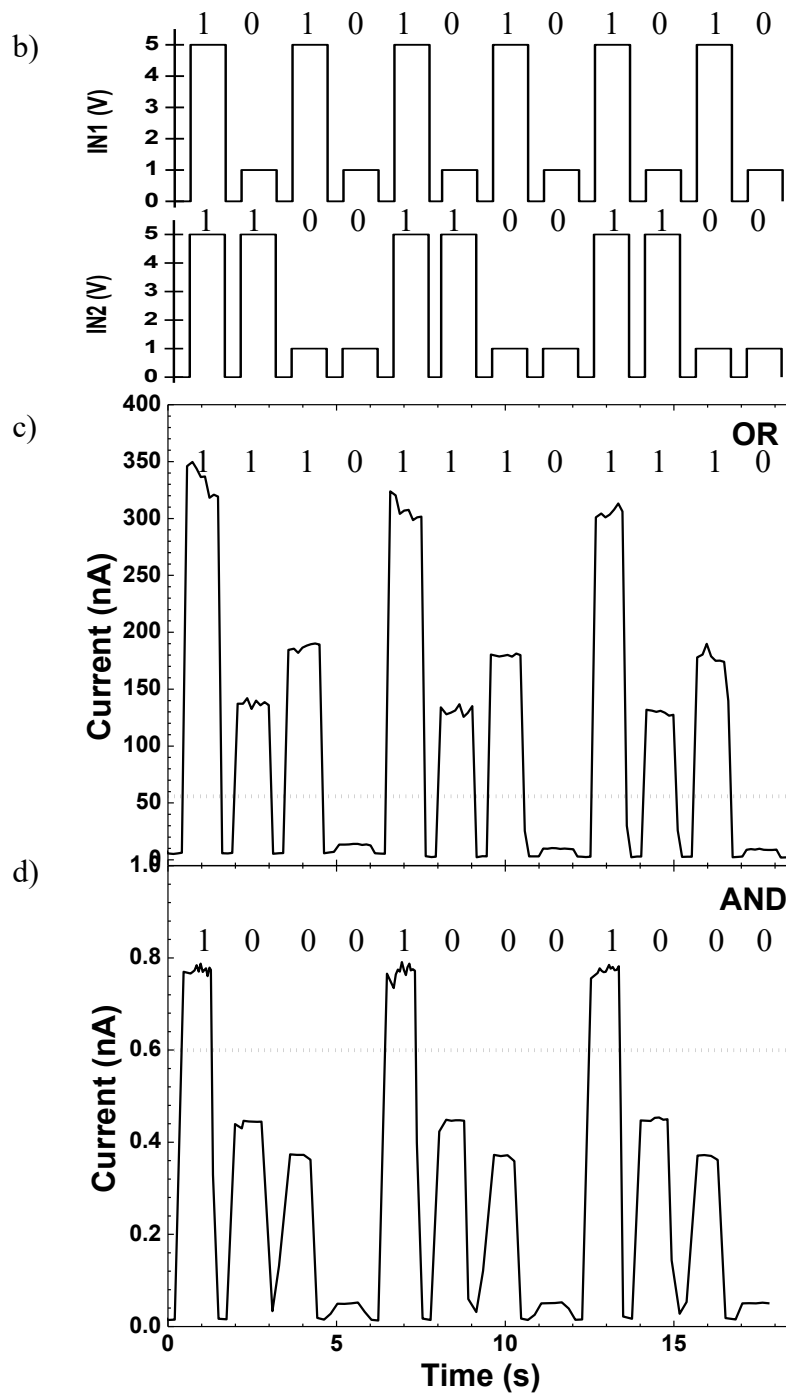 b)
1 0 1 0 1 0 1 0 1 0 1 0
IN1 (V)
5
4
3
2
1
0
1 1 0 0 1 1 0 0 1 1 0 0
IN2 (V)
5
4
3
2
1
0
c)
OR
1 1 1 0 1 1 1 0 1 1 1 0
Current (nA)
400
350
300
250
200
150
100
50
0
d)
AND
1 0 0 0 1 0 0 0 1 0 0 0
Current (nA)
1.0
0.8
0.6
0.4
0.2
0.0
0 5 10 15
Time (s)